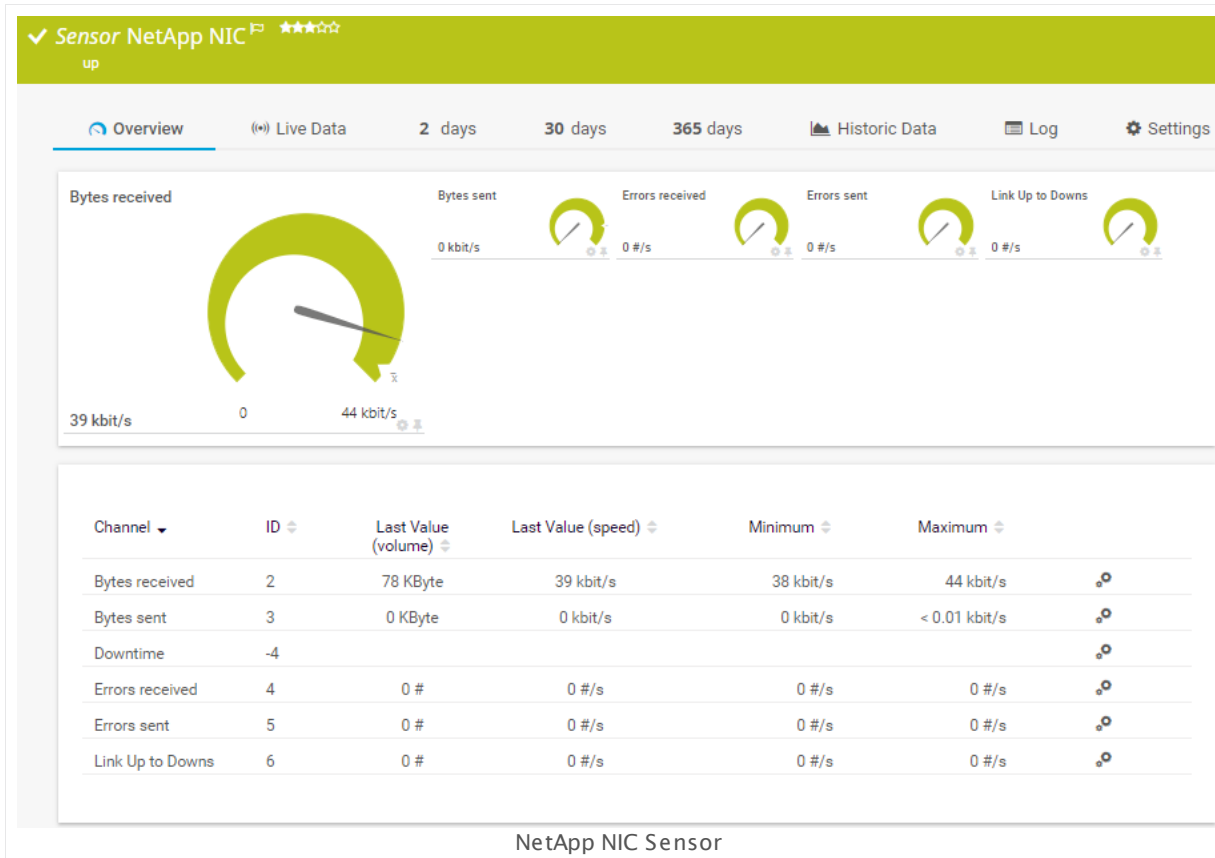 Sensor NetApp NIC
up
Overview Live Data 2 days 30 days 365 days Historic Data Log Settings
Bytes received
39 kbit/s
0
44 kbit/s
x̄
Bytes sent
0 kbit/s
Errors received
0 #/s
Errors sent
0 #/s
Link Up to Downs
0 #/s
Channel ID Last Value (volume) Last Value (speed) Minimum Maximum
Bytes received 2 78 KByte 39 kbit/s 38 kbit/s 44 kbit/s
Bytes sent 3 0 KByte 0 kbit/s 0 kbit/s < 0.01 kbit/s
Downtime -4
Errors received 4 0 # 0 #/s 0 #/s 0 #/s
Errors sent 5 0 # 0 #/s 0 #/s 0 #/s
Link Up to Downs 6 0 # 0 #/s 0 #/s 0 #/s
NetApp NIC Sensor